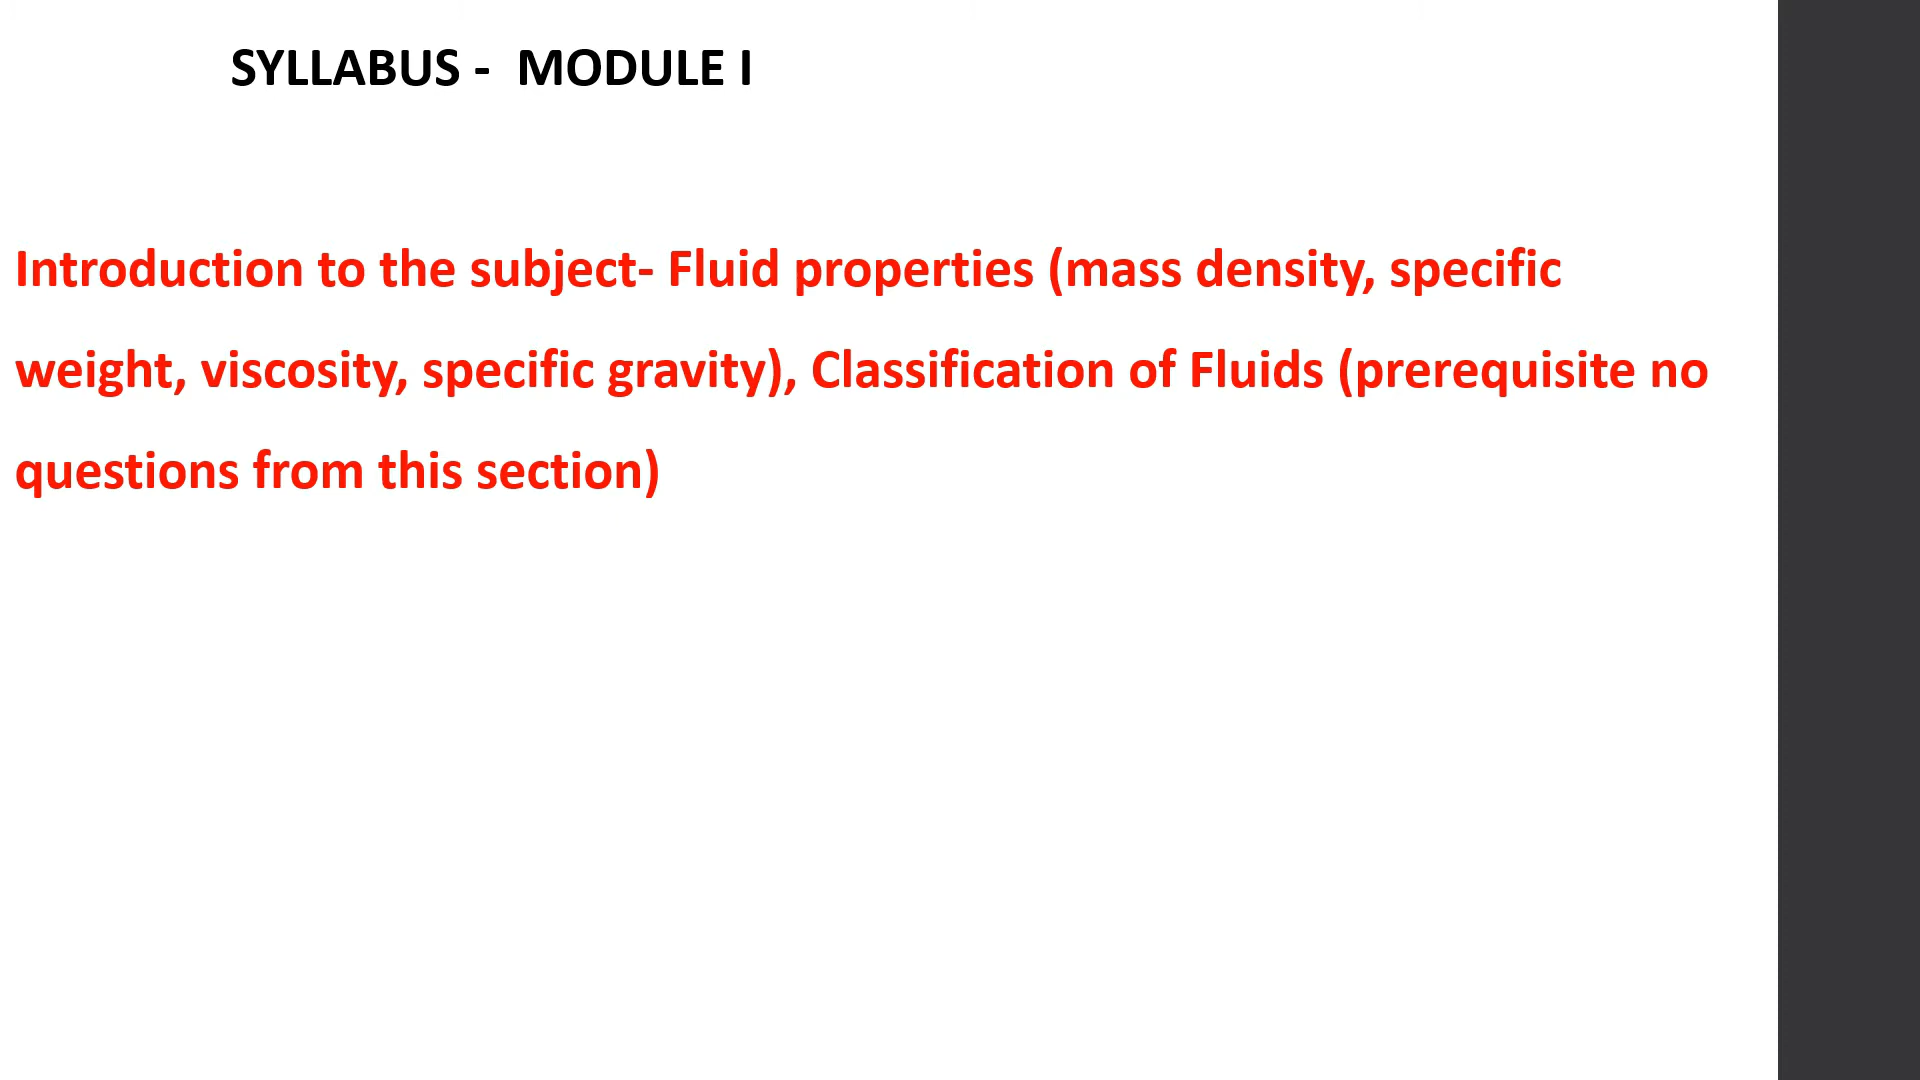 SYLLABUS -  MODULE I
Introduction to the subject- Fluid properties (mass density, specific
weight, viscosity, specific gravity), Classification of Fluids (prerequisite no
questions from this section)